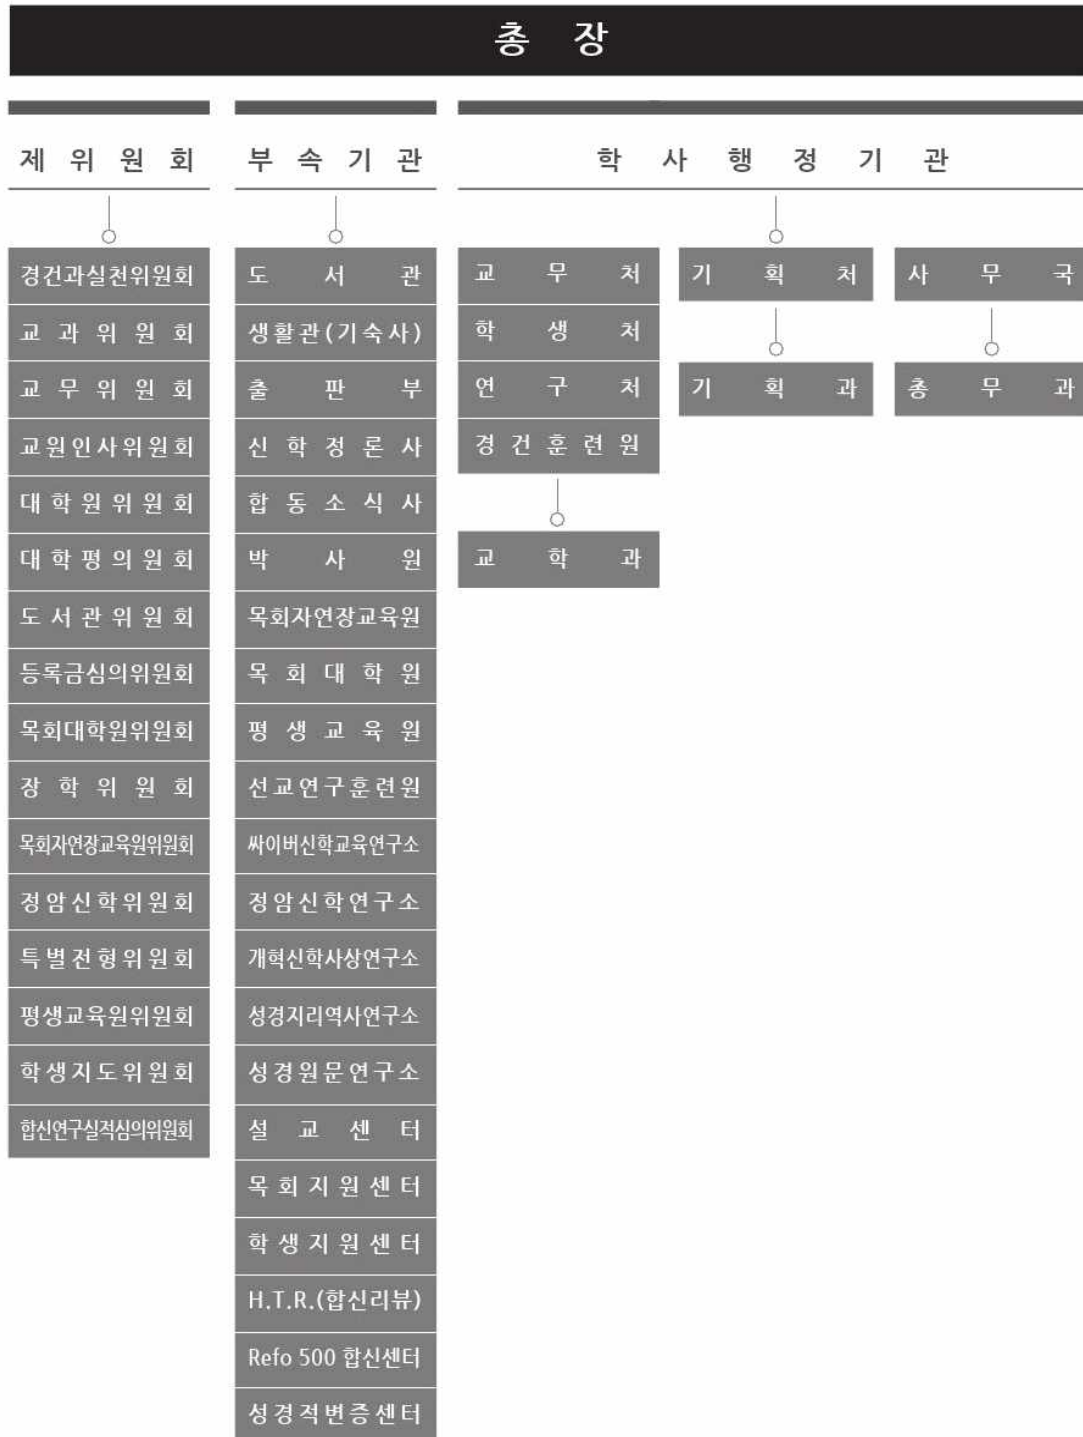 총 장
제 위 원 회
부 속 기 관
학 사 행 정 기 관
경건과실천위원회
교 과 위 원 회
교 무 위 원 회
교원인사위원회
대 학 원 위 원 회
대 학 평 의 원 회
도 서 관 위 원 회
등록금심의위원회
목회대학원위원회
장 학 위 원 회
목회자연장교육원위원회
정암신학위원회
특별전형위원회
평생교육원위원회
학생지도위원회
합신연구실적심의위원회
도 서 관
생활관(기숙사)
출 판 부
신 학 정 론 사
합 동 소 식 사
박 사 원
목회자연장교육원
목 회 대 학 원
평 생 교 육 원
선교연구훈련원
싸이버신학교육연구소
정암신학연구소
개혁신학사상연구소
성경지리역사연구소
성경원문연구소
설 교 센 터
목 회 지 원 센 터
학 생 지 원 센 터
H.T.R.(합신리뷰)
Refo 500 합신센터
성경적변증센터
교 무 처
학 생 처
연 구 처
경 건 훈 련 원
교 학 과
기 획 처
기 획 과
사 무 국
총 무 과